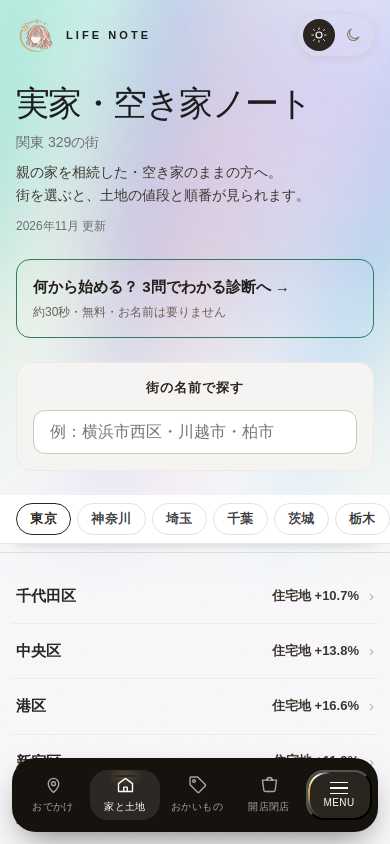 LIFE NOTE
実家・空き家ノート
関東 329の街
親の家を相続した・空き家のままの方へ。
街を選ぶと、土地の値段と順番が見られます。
2026年11月 更新
何から始める？ 3問でわかる診断へ →
約30秒・無料・お名前は要りません
街の名前で探す
例：横浜市西区・川越市・柏市
東京 神奈川 埼玉 千葉 茨城 栃木
千代田区 住宅地 +10.7% ›
中央区 住宅地 +13.8% ›
港区 住宅地 +16.6% ›
新宿区 住宅地
おでかけ 家と土地 おかいもの 開店閉店 MENU